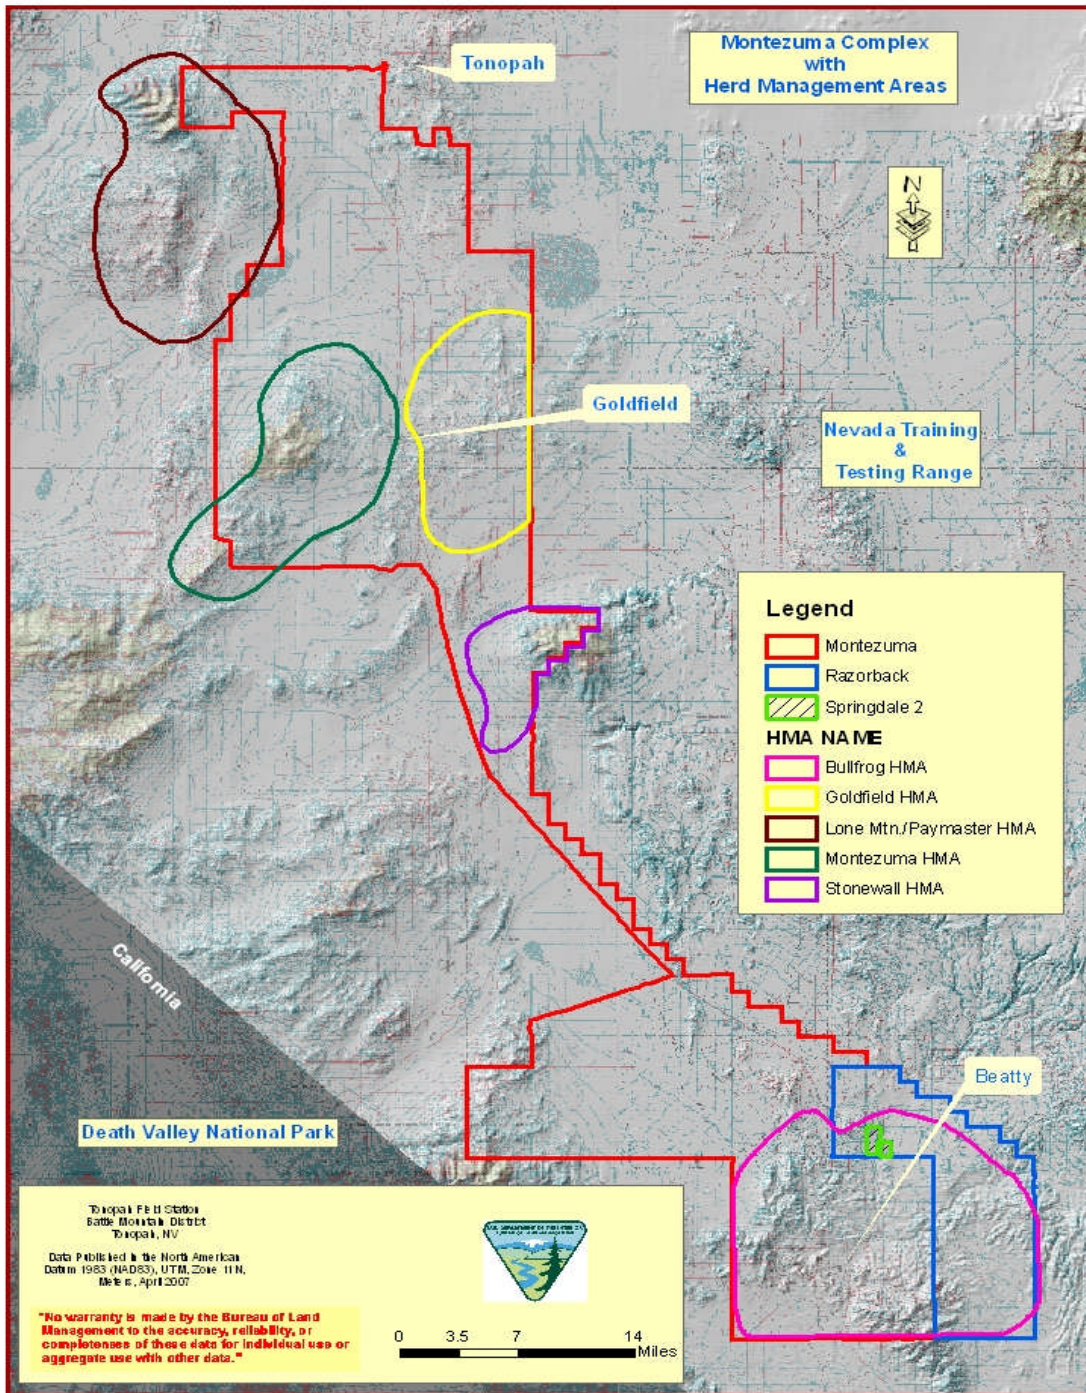 Montezuma Complex
with
Herd Management Areas
Tonopah
N
Goldfield
Nevada Training
&
Testing Range
Legend
Montezuma
Razorback
Springdale 2
HMA NAME
Bullfrog HMA
Goldfield HMA
Lone Mtn./Paymaster HMA
Montezuma HMA
Stonewall HMA
California
Beatty
Death Valley National Park
Tonopah Field Station
Battle Mountain District
Tonopah, NV
Data Published in the North American
Datum 1983 (NAD83), UTM, Zone 11N,
Meters, April 2007
"No warranty is made by the Bureau of Land
Management to the accuracy, reliability, or
completeness of these data for individual use or
aggregate use with other data."
0 3.5 7 14
Miles